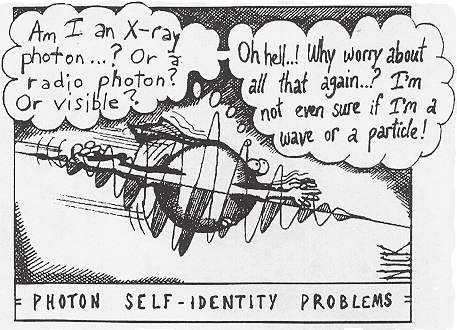 Am I an X-ray
photon...? Or a
radio photon?
Or visible?
Oh hell..! Why worry about
all that again...? I'm
not even sure if I'm a
wave or a particle!
NICK
= PHOTON SELF-IDENTITY PROBLEMS =